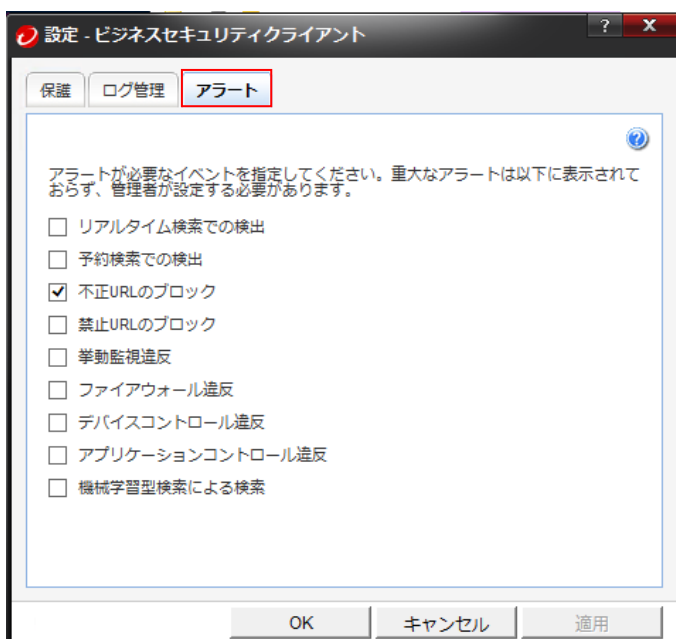 設定 - ビジネスセキュリティクライアント
? X
保護 ログ管理 アラート
?
アラートが必要なイベントを指定してください。重大なアラートは以下に表示されて
おらず、管理者が設定する必要があります。
リアルタイム検索での検出
予約検索での検出
不正URLのブロック
禁止URLのブロック
挙動監視違反
ファイアウォール違反
デバイスコントロール違反
アプリケーションコントロール違反
機械学習型検索による検索
OK キャンセル 適用